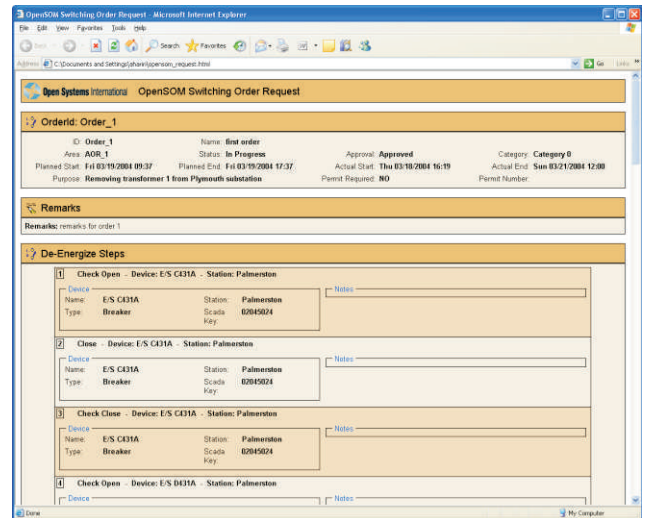 OpenSOM Switching Order Request - Microsoft Internet Explorer
File Edit View Favorites Tools Help
Search Favorites
Address C:\Documents and Go Links
Open Systems International OpenSOM Switching Order Request
OrderId: Order_1
ID: Order_1 Name: first order
Area: AOR_1 Status: In Progress Approval: Approved Category: Category 0
Planned Start: Fri 03/19/2004 09:37 Planned End: Fri 03/19/2004 17:37 Actual Start: Thu 03/18/2004 16:19 Actual End: Sun 03/21/2004 12:00
Purpose: Removing transformer 1 from Plymouth substation Permit Required: NO Permit Number:
Remarks
Remarks: remarks for order 1
De-Energize Steps
1 Check Open - Device: E/S C431A - Station: Palmerston
Device Notes
Name: E/S C431A Station: Palmerston
Type: Breaker Scada Key: 02045024
2 Close - Device: E/S C431A - Station: Palmerston
Device Notes
Name: E/S C431A Station: Palmerston
Type: Breaker Scada Key: 02045024
3 Check Close - Device: E/S C431A - Station: Palmerston
Device Notes
Name: E/S C431A Station: Palmerston
Type: Breaker Scada Key: 02045024
4 Check Open - Device: E/S D431A - Station: Palmerston
Device Notes
Done My Computer